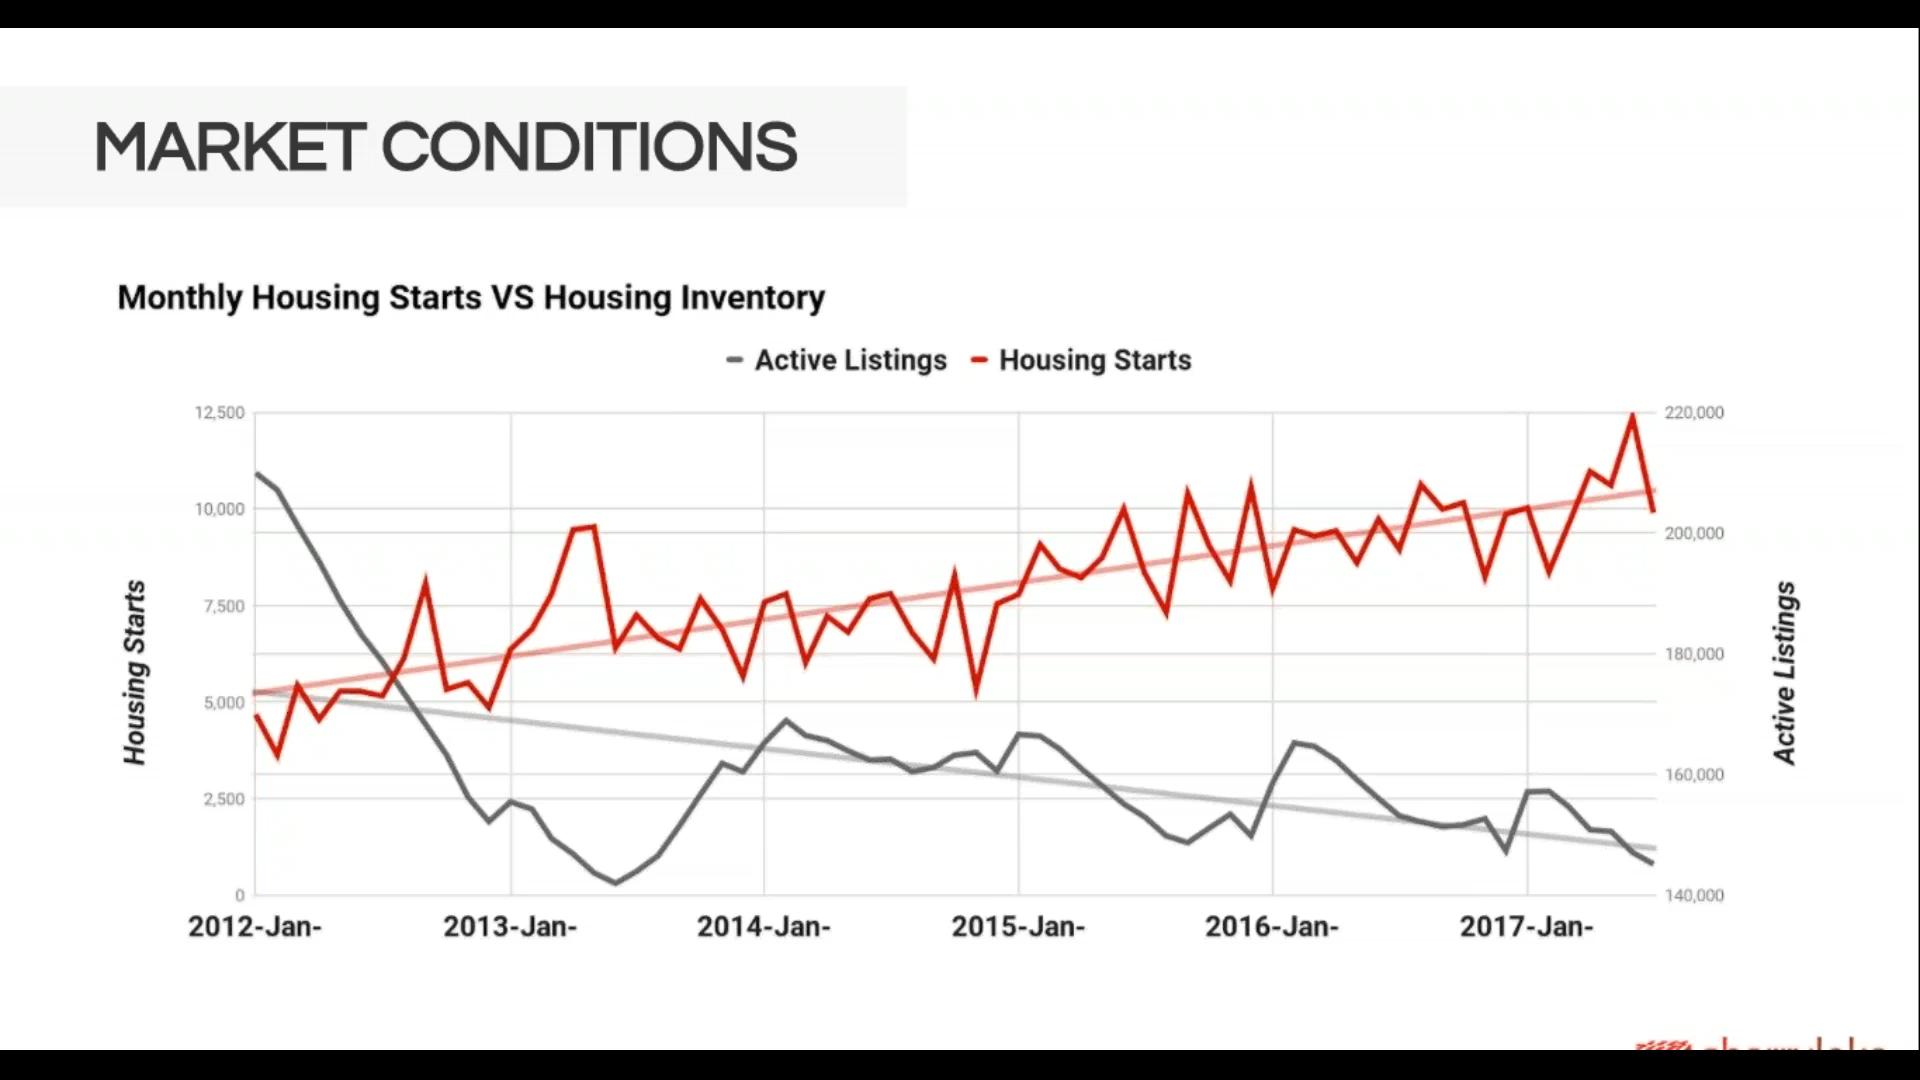 MARKET CONDITIONS
Monthly Housing Starts VS Housing Inventory
Active Listings Housing Starts
12,500 220,000
10,000 200,000
7,500 180,000
5,000 160,000
2,500 140,000
0
Housing Starts
Active Listings
2012-Jan- 2013-Jan- 2014-Jan- 2015-Jan- 2016-Jan- 2017-Jan-